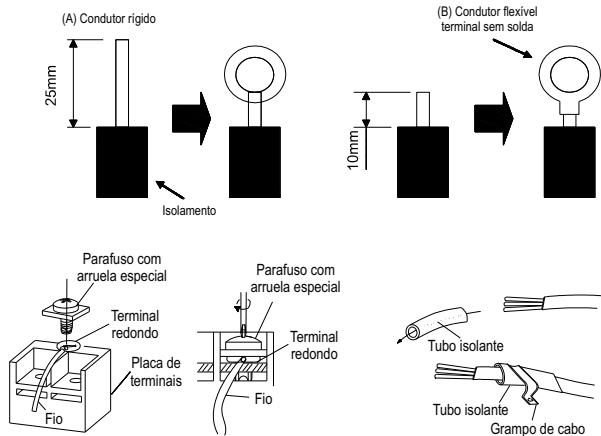 (A) Condutor rígido
25mm
Isolamento
(B) Condutor flexível
terminal sem solda
10mm
Parafuso com
arruela especial
Terminal
redondo
Placa de
terminais
Fio
Parafuso com
arruela especial
Terminal
redondo
Fio
Tubo isolante
Tubo isolante
Grampo de cabo